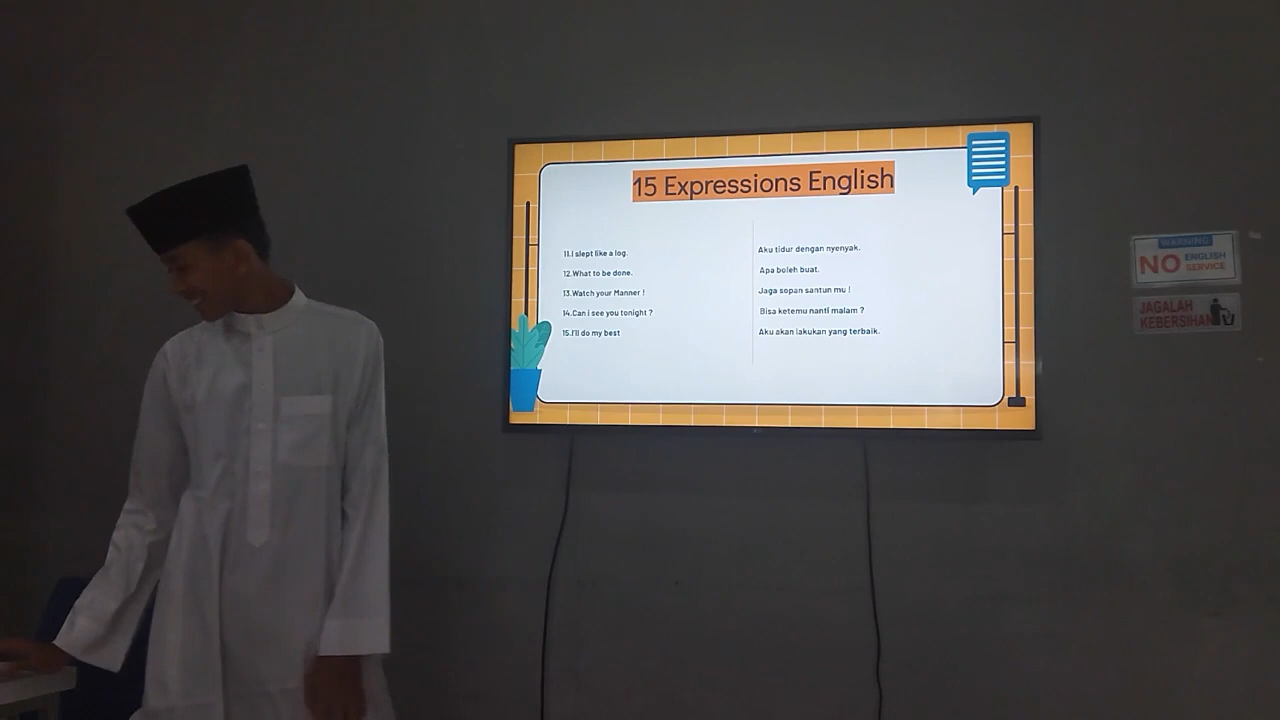 15 Expressions English
11.I slept like a log.
12.What to be done.
13.Watch your Manner !
14.Can i see you tonight ?
15.I'll do my best
Aku tidur dengan nyenyak.
Apa boleh buat.
Jaga sopan santun mu !
Bisa ketemu nanti malam ?
Aku akan lakukan yang terbaik.
WARNING
NO ENGLISH
SERVICE
JAGALAH
KEBERSIHAN